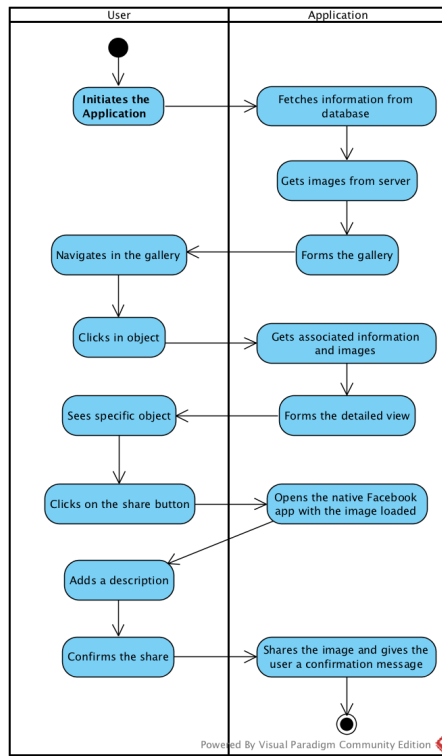 User
Application
Initiates the
Application
Fetches information from
database
Gets images from server
Forms the gallery
Navigates in the gallery
Clicks in object
Gets associated information
and images
Forms the detailed view
Sees specific object
Clicks on the share button
Opens the native Facebook
app with the image loaded
Adds a description
Confirms the share
Shares the image and gives the
user a confirmation message
Powered By Visual Paradigm Community Edition